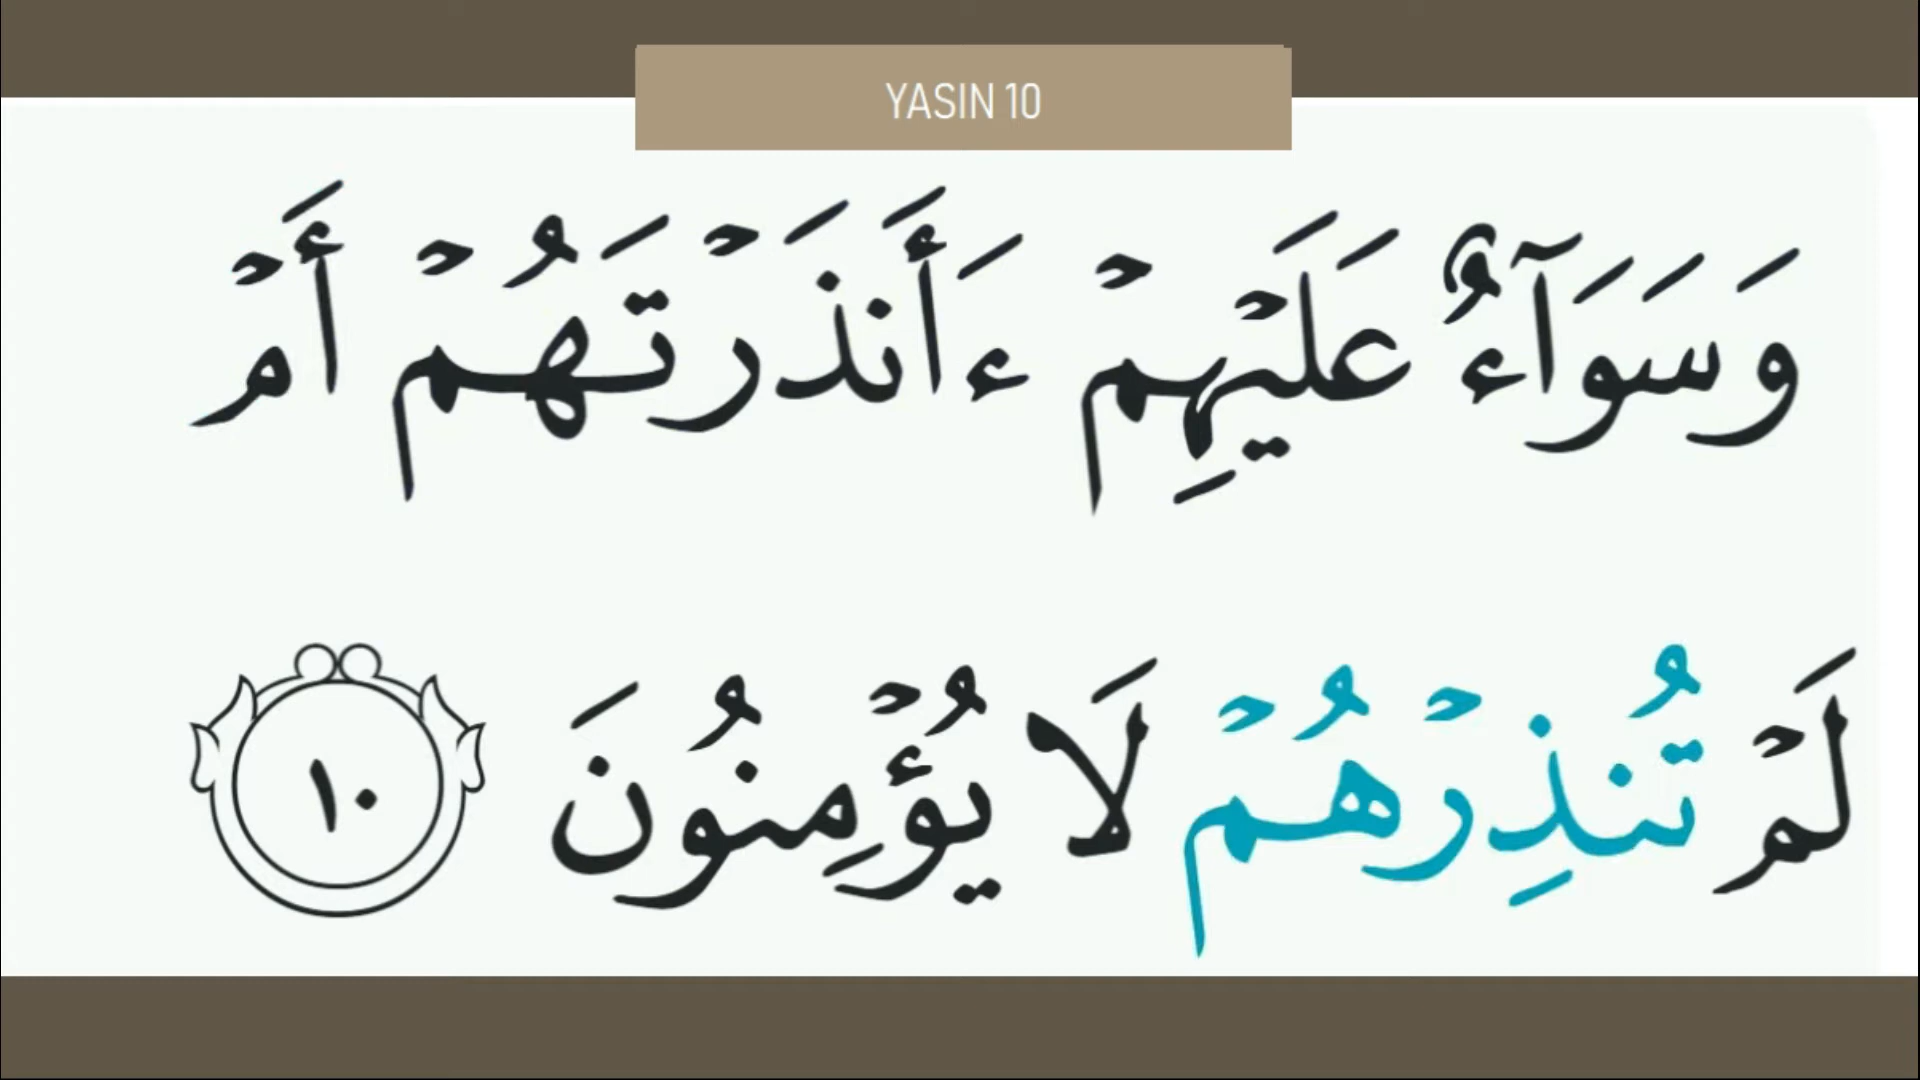 YASIN 10
وَسَوَآءٌ عَلَيْهِمْ ءَأَنذَرْتَهُمْ أَمْ
لَمْ تُنذِرْهُمْ لَا يُؤْمِنُونَ ١٠